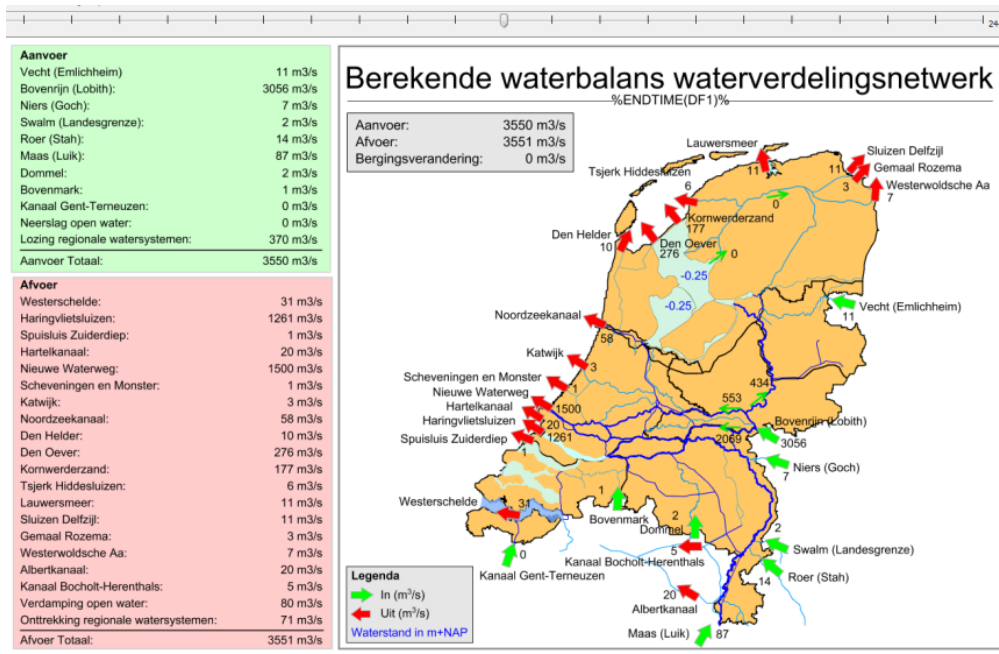 24
Aanvoer
Vecht (Emlichheim) 11 m3/s
Bovenrijn (Lobith): 3056 m3/s
Niers (Goch): 7 m3/s
Swalm (Landesgrenze): 2 m3/s
Roer (Stah): 14 m3/s
Maas (Luik): 87 m3/s
Dommel: 2 m3/s
Bovenmark: 1 m3/s
Kanaal Gent-Terneuzen: 0 m3/s
Neerslag open water: 0 m3/s
Lozing regionale watersystemen: 370 m3/s
Aanvoer Totaal: 3550 m3/s
Afvoer
Westerschelde: 31 m3/s
Haringvlietsluizen: 1261 m3/s
Spuisluis Zuiderdiep: 1 m3/s
Hartelkanaal: 20 m3/s
Nieuwe Waterweg: 1500 m3/s
Scheveningen en Monster: 1 m3/s
Katwijk: 3 m3/s
Noordzeekanaal: 58 m3/s
Den Helder: 10 m3/s
Den Oever: 276 m3/s
Kornwerderzand: 177 m3/s
Tsjerk Hiddesluizen: 6 m3/s
Lauwersmeer: 11 m3/s
Sluizen Delfzijl: 11 m3/s
Gemaal Rozema: 3 m3/s
Westerwoldsche Aa: 7 m3/s
Albertkanaal: 20 m3/s
Kanaal Bocholt-Herenthals: 5 m3/s
Verdamping open water: 80 m3/s
Onttrekking regionale watersystemen: 71 m3/s
Afvoer Totaal: 3551 m3/s
Berekende waterbalans waterverdelingsnetwerk
%ENDTIME(DF1)%
Aanvoer: 3550 m3/s
Afvoer: 3551 m3/s
Bergingsverandering: 0 m3/s
Lauwersmeer
11
Sluizen Delfzijl
11
Gemaal Rozema
3
Westerwoldsche Aa
7
Tsjerk Hiddesluizen
6
0
Kornwerderzand
177
Den Helder
10
Den Oever
276
0
-0.25
-0.25
Vecht (Emlichheim)
11
Noordzeekanaal
58
Katwijk
3
Scheveningen en Monster
1
Nieuwe Waterweg
1500
Hartelkanaal
20
Haringvlietsluizen
1261
Spuisluis Zuiderdiep
1
434
553
2069
Bovenrijn (Lobith)
3056
Niers (Goch)
7
Westerschelde
31
1
Bovenmark
2
Dommel
2
Swalm (Landesgrenze)
0
Kanaal Gent-Terneuzen
5
Kanaal Bocholt-Herenthals
14
Roer (Stah)
20
Albertkanaal
Maas (Luik)
87
Legenda
In (m³/s)
Uit (m³/s)
Waterstand in m+NAP